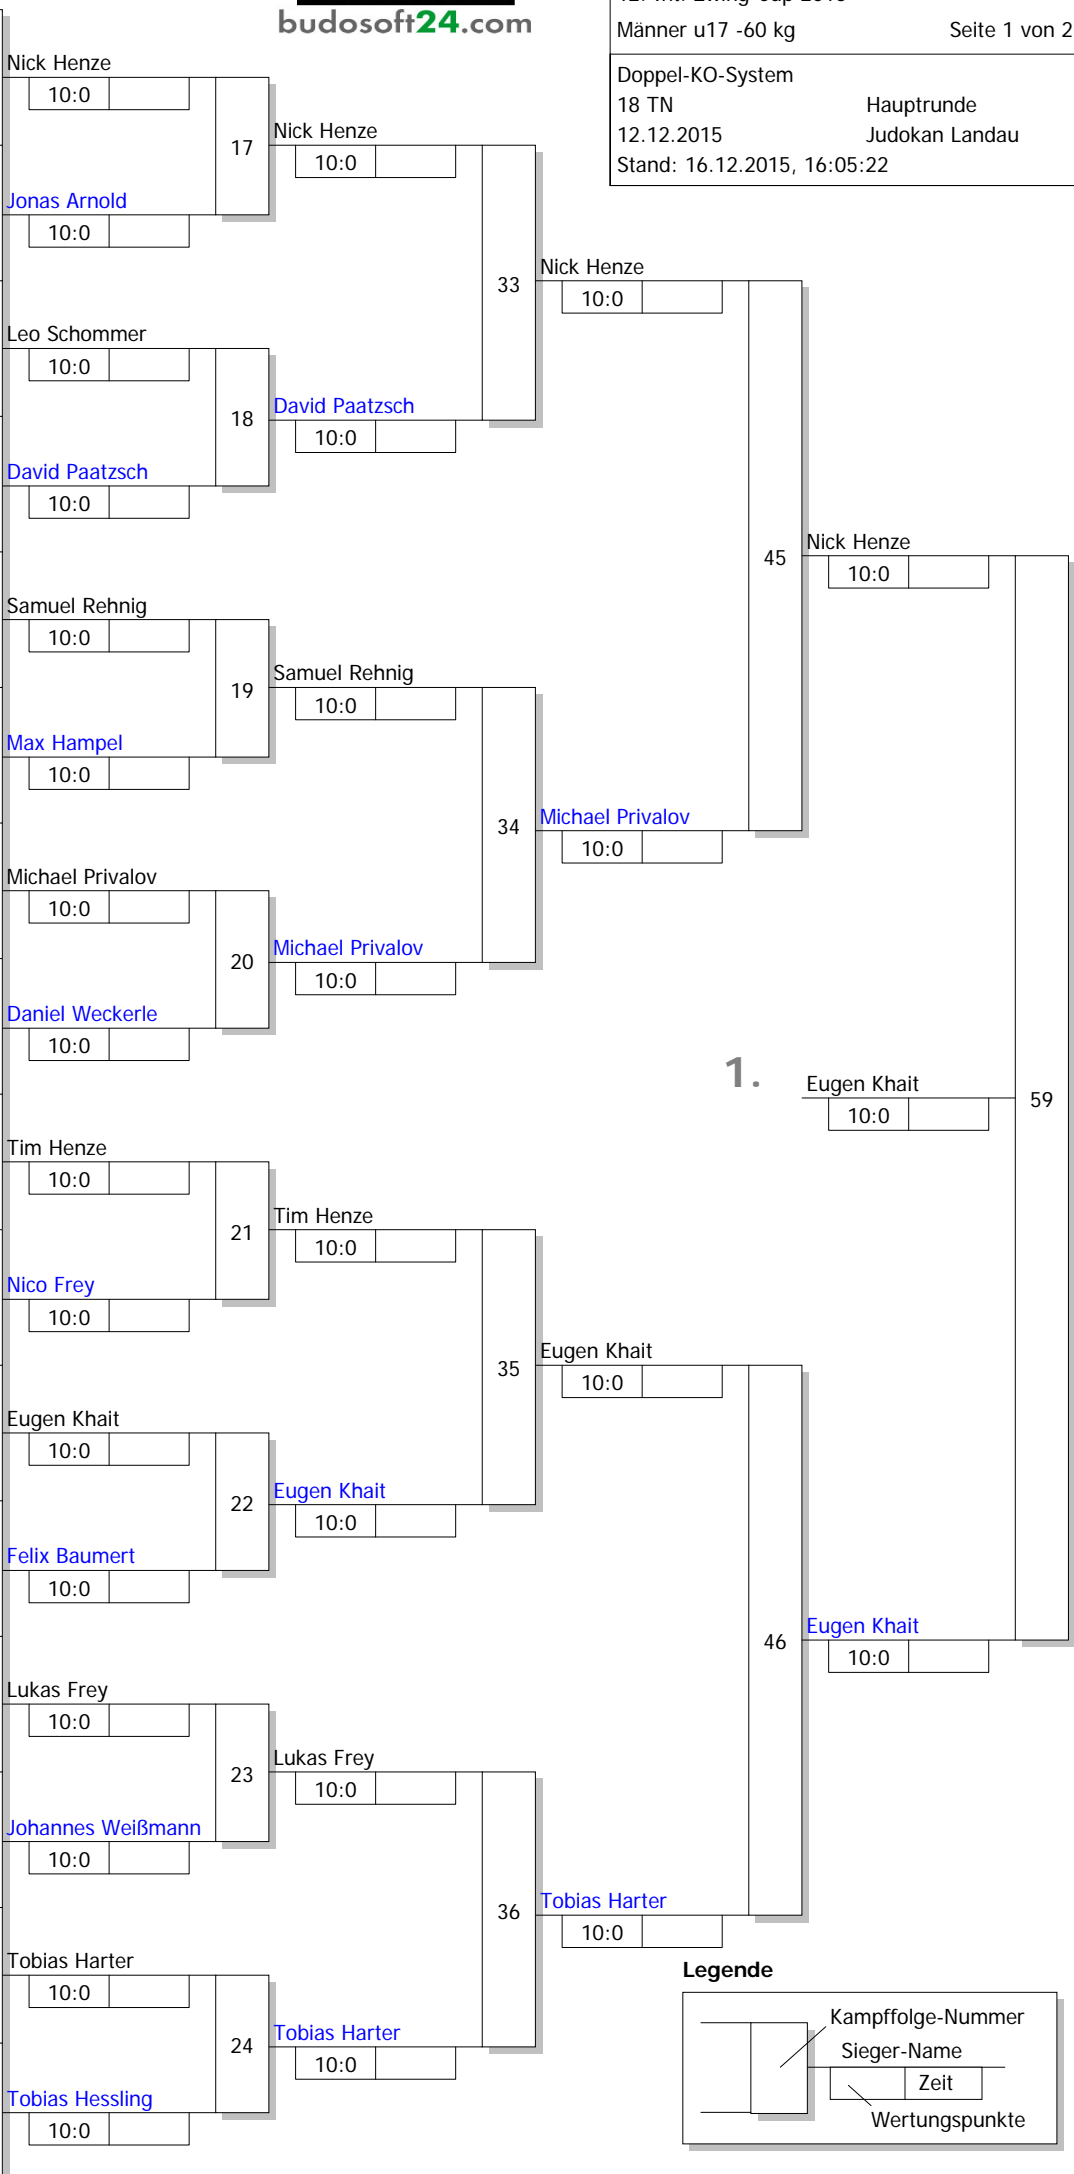 budosoft24.com
Männer u17 -60 kg Seite 1 von 2
Doppel-KO-System
18 TN Hauptrunde
12.12.2015 Judokan Landau
Stand: 16.12.2015, 16:05:22
Nick Henze
10:0
17
Jonas Arnold
10:0
Leo Schommer
10:0
18
David Paatzsch
10:0
Samuel Rehnig
10:0
19
Max Hampel
10:0
Michael Privalov
10:0
20
Daniel Weckerle
10:0
Tim Henze
10:0
21
Nico Frey
10:0
Eugen Khait
10:0
22
Felix Baumert
10:0
Lukas Frey
10:0
23
Johannes Weißmann
10:0
Tobias Harter
10:0
24
Tobias Hessling
10:0
Nick Henze
10:0
33
David Paatzsch
10:0
Samuel Rehnig
10:0
34
Michael Privalov
10:0
Tim Henze
10:0
35
Eugen Khait
10:0
Lukas Frey
10:0
36
Tobias Harter
10:0
Nick Henze
10:0
45
Michael Privalov
10:0
Eugen Khait
10:0
46
Tobias Harter
10:0
Nick Henze
10:0
1.
Eugen Khait
10:0
59
Eugen Khait
10:0
Legende
Kampffolge-Nummer
Sieger-Name
Zeit
Wertungspunkte